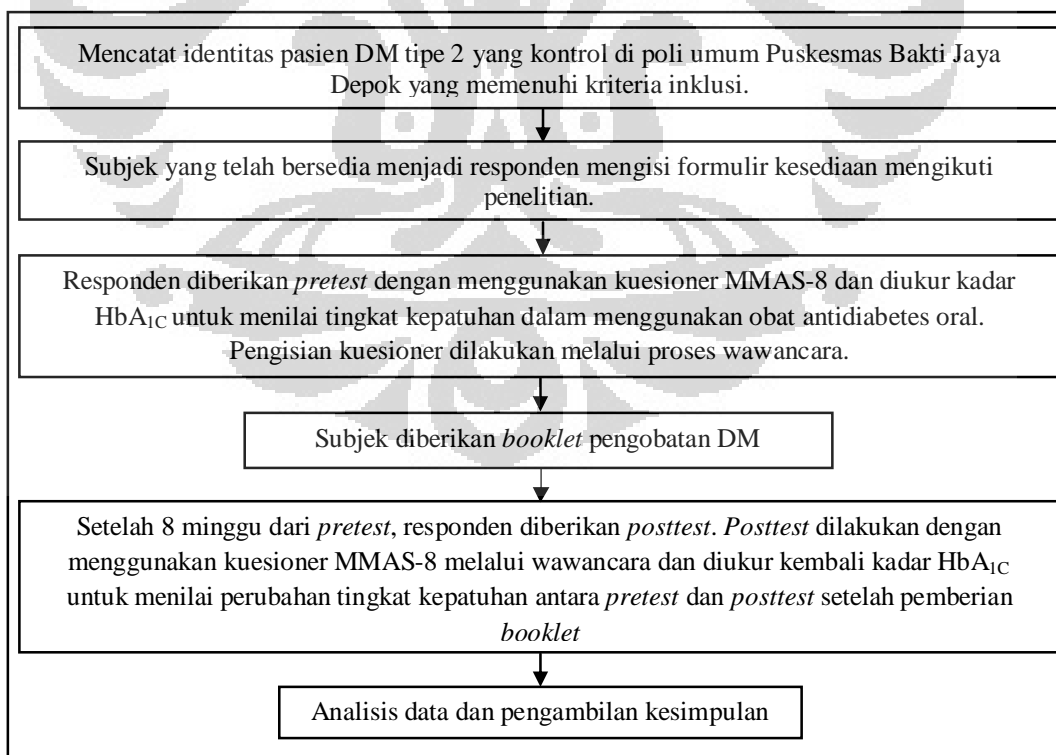 Mencatat identitas pasien DM tipe 2 yang kontrol di poli umum Puskesmas Bakti Jaya
Depok yang memenuhi kriteria inklusi.
Subjek yang telah bersedia menjadi responden mengisi formulir kesediaan mengikuti
penelitian.
Responden diberikan pretest dengan menggunakan kuesioner MMAS-8 dan diukur kadar
HbA1C untuk menilai tingkat kepatuhan dalam menggunakan obat antidiabetes oral.
Pengisian kuesioner dilakukan melalui proses wawancara.
Subjek diberikan booklet pengobatan DM
Setelah 8 minggu dari pretest, responden diberikan posttest. Posttest dilakukan dengan
menggunakan kuesioner MMAS-8 melalui wawancara dan diukur kembali kadar HbA1C
untuk menilai perubahan tingkat kepatuhan antara pretest dan posttest setelah pemberian
booklet
Analisis data dan pengambilan kesimpulan